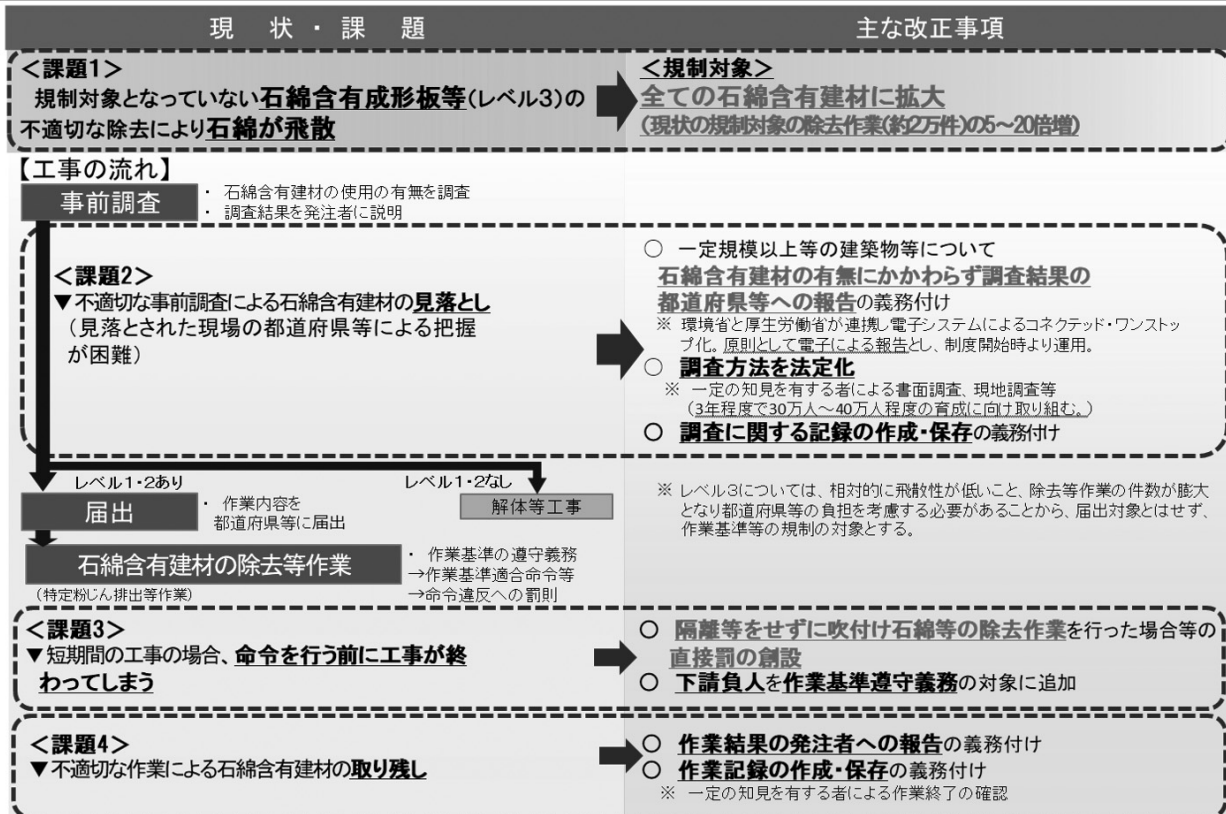 現 状・課 題
主な改正事項
＜課題1＞
規制対象となっていない石綿含有成形板等(レベル3)の
不適切な除去により石綿が飛散
＜規制対象＞
全ての石綿含有建材に拡大
(現状の規制対象の除去作業(約2万件)の5～20倍増)
【工事の流れ】
事前調査
・ 石綿含有建材の使用の有無を調査
・ 調査結果を発注者に説明
＜課題2＞
▼不適切な事前調査による石綿含有建材の見落とし
（見落とされた現場の都道府県等による把握
が困難）
○ 一定規模以上等の建築物等について
石綿含有建材の有無にかかわらず調査結果の
都道府県等への報告の義務付け
※ 環境省と厚生労働省が連携し電子システムによるコネクテッド・ワンストッ
プ化。原則として電子による報告とし、制度開始時より運用。
○ 調査方法を法定化
※ 一定の知見を有する者による書面調査、現地調査等
（3年程度で30万人～40万人程度の育成に向け取り組む。）
○ 調査に関する記録の作成・保存の義務付け
レベル1・2あり
レベル1・2なし
届出
・ 作業内容を
都道府県等に届出
解体等工事
※ レベル3については、相対的に飛散性が低いこと、除去等作業の件数が膨大
となり都道府県等の負担を考慮する必要があることから、届出対象とはせず、
作業基準等の規制の対象とする。
石綿含有建材の除去等作業
(特定粉じん排出等作業)
・ 作業基準の遵守義務
→作業基準適合命令等
→命令違反への罰則
＜課題3＞
▼短期間の工事の場合、命令を行う前に工事が終
わってしまう
○ 隔離等をせずに吹付け石綿等の除去作業を行った場合等の
直接罰の創設
○ 下請負人を作業基準遵守義務の対象に追加
＜課題4＞
▼不適切な作業による石綿含有建材の取り残し
○ 作業結果の発注者への報告の義務付け
○ 作業記録の作成・保存の義務付け
※ 一定の知見を有する者による作業終了の確認